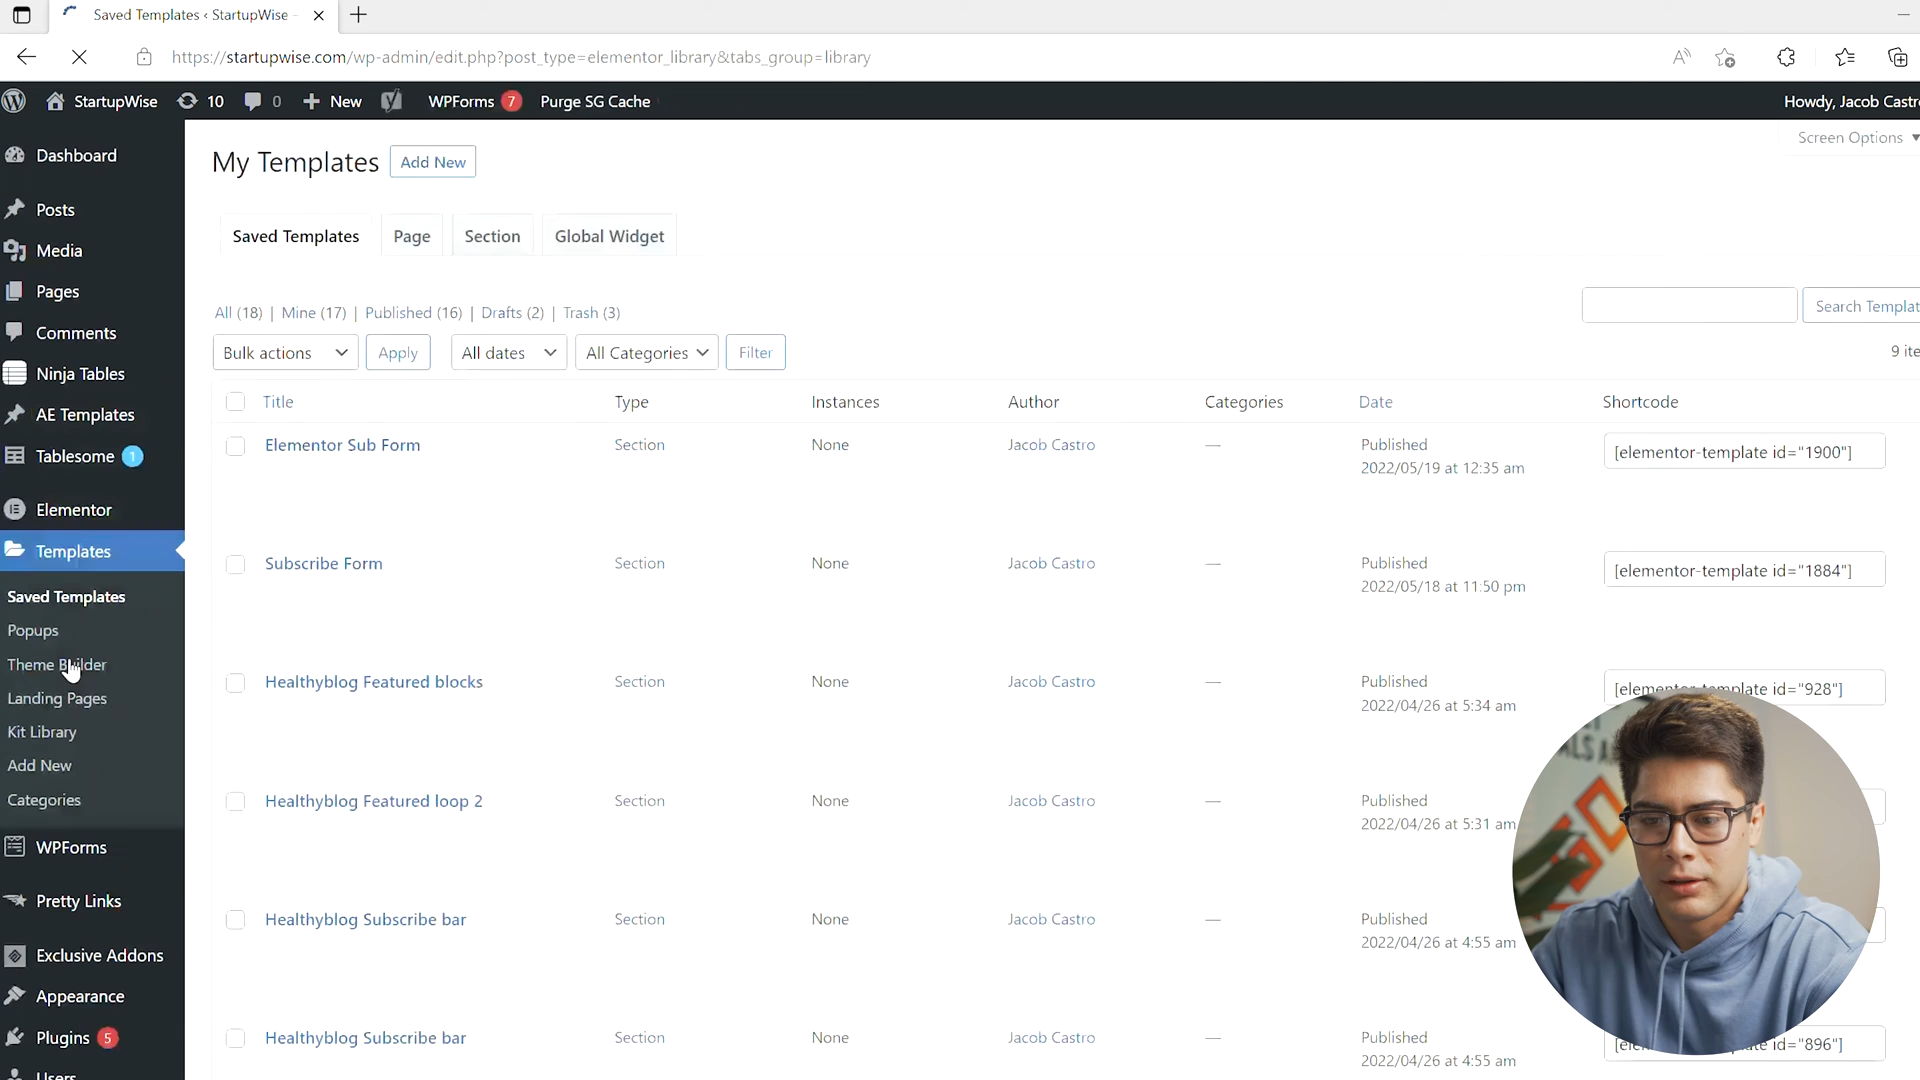 Saved Templates ‹ StartupWise -
https://startupwise.com/wp-admin/edit.php?post_type=elementor_library&tabs_group=library
StartupWise 10 0 New WPForms 7 Purge SG Cache
Howdy, Jacob Castr
Screen Options
Dashboard
Posts
Media
Pages
Comments
Ninja Tables
AE Templates
Tablesome 1
Elementor
Templates
Saved Templates
Popups
Theme Builder
Landing Pages
Kit Library
Add New
Categories
WPForms
Pretty Links
Exclusive Addons
Appearance
Plugins 5
Users
My Templates Add New
Saved Templates Page Section Global Widget
All (18) | Mine (17) | Published (16) | Drafts (2) | Trash (3)
Search Templat
Bulk actions Apply All dates All Categories Filter
9 ite
Title Type Instances Author Categories Date Shortcode
Elementor Sub Form Section None Jacob Castro — Published [elementor-template id="1900"]
2022/05/19 at 12:35 am
Subscribe Form Section None Jacob Castro — Published [elementor-template id="1884"]
2022/05/18 at 11:50 pm
Healthyblog Featured blocks Section None Jacob Castro — Published [elementor-template id="928"]
2022/04/26 at 5:34 am
Healthyblog Featured loop 2 Section None Jacob Castro — Published
2022/04/26 at 5:31 am
Healthyblog Subscribe bar Section None Jacob Castro — Published
2022/04/26 at 4:55 am
Healthyblog Subscribe bar Section None Jacob Castro — Published id="896"]
2022/04/26 at 4:55 am